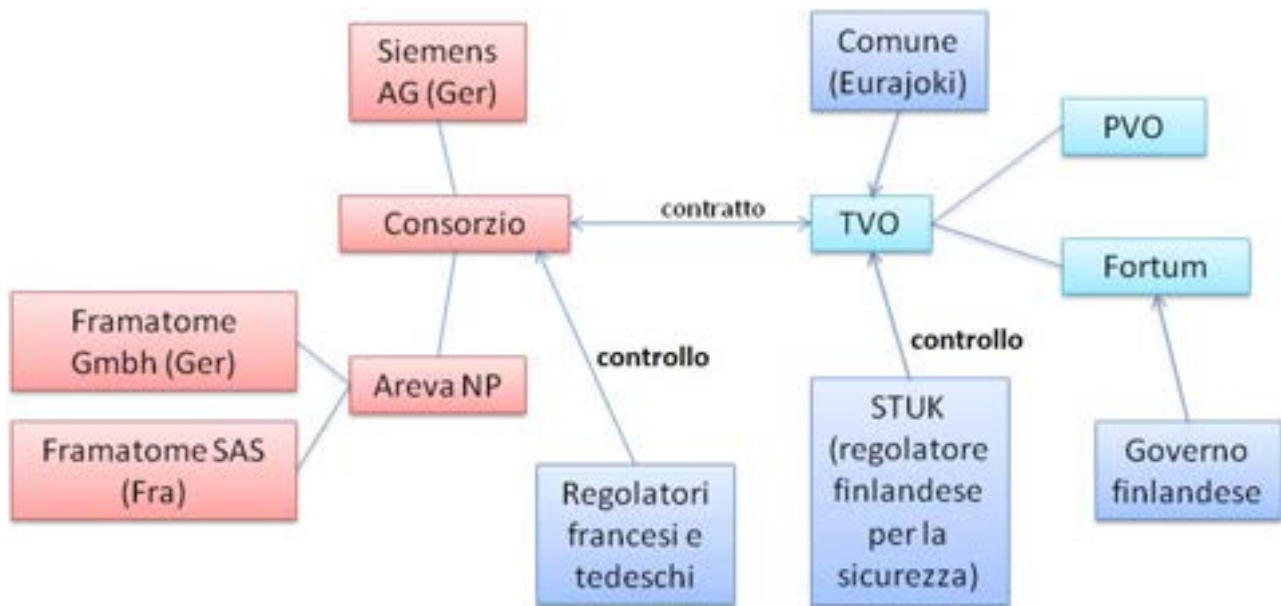 Siemens
AG (Ger)
Comune
(Eurajoki)
PVO
Consorzio
contratto
TVO
Fortum
Framatome
Gmbh (Ger)
Areva NP
controllo
controllo
Framatome SAS
(Fra)
Regolatori
francesi e
tedeschi
STUK
(regolatore
finlandese
per la
sicurezza)
Governo
finlandese